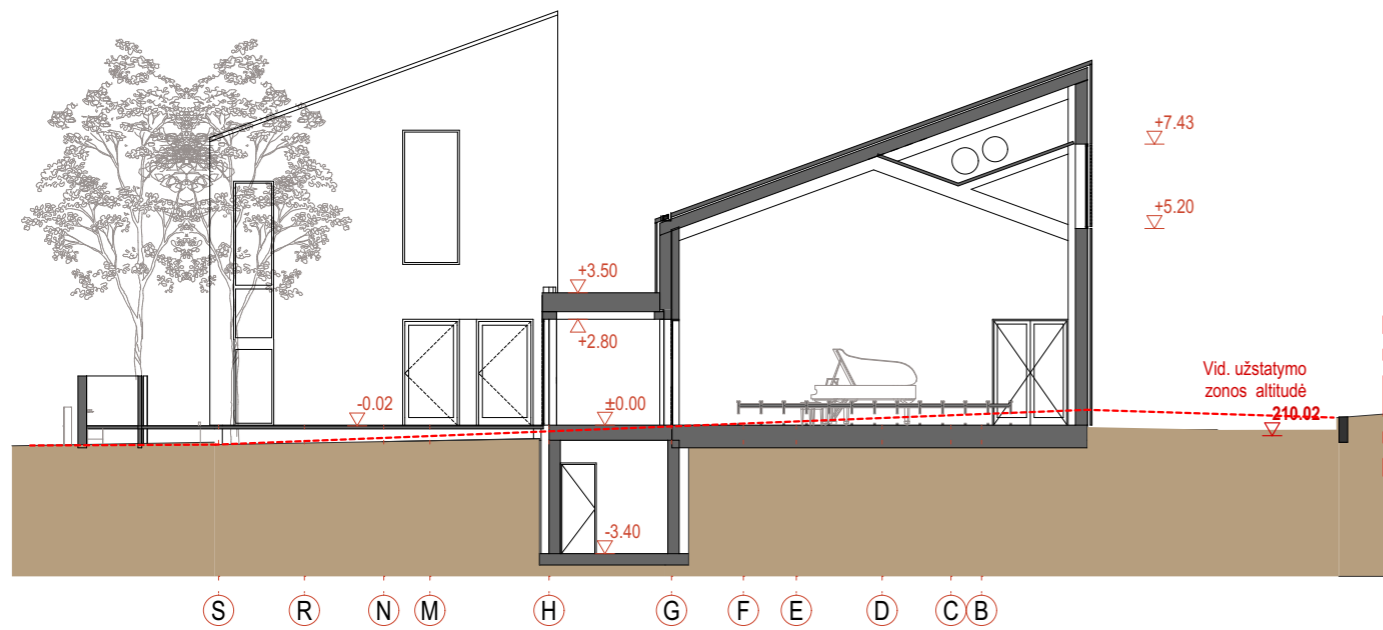 +7.43
+5.20
+3.50
+2.80
Vid. užstatymo
zonos altitudė
210.02
-0.02
±0.00
-3.40
S R N M H G F E D C B